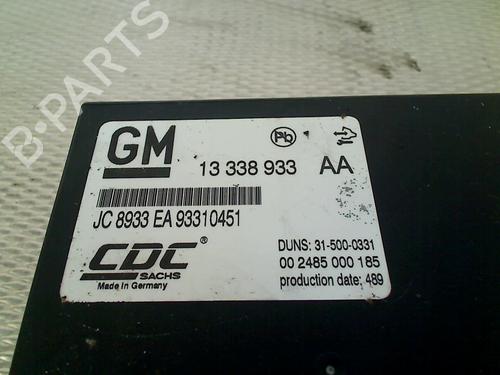 B-PARTS
GM
Pb
13 338 933 AA
JC 8933 EA 93310451
CDC®
SACHS
Made in Germany
DUNS: 31-500-0331
00 2485 000 185
production date: 489